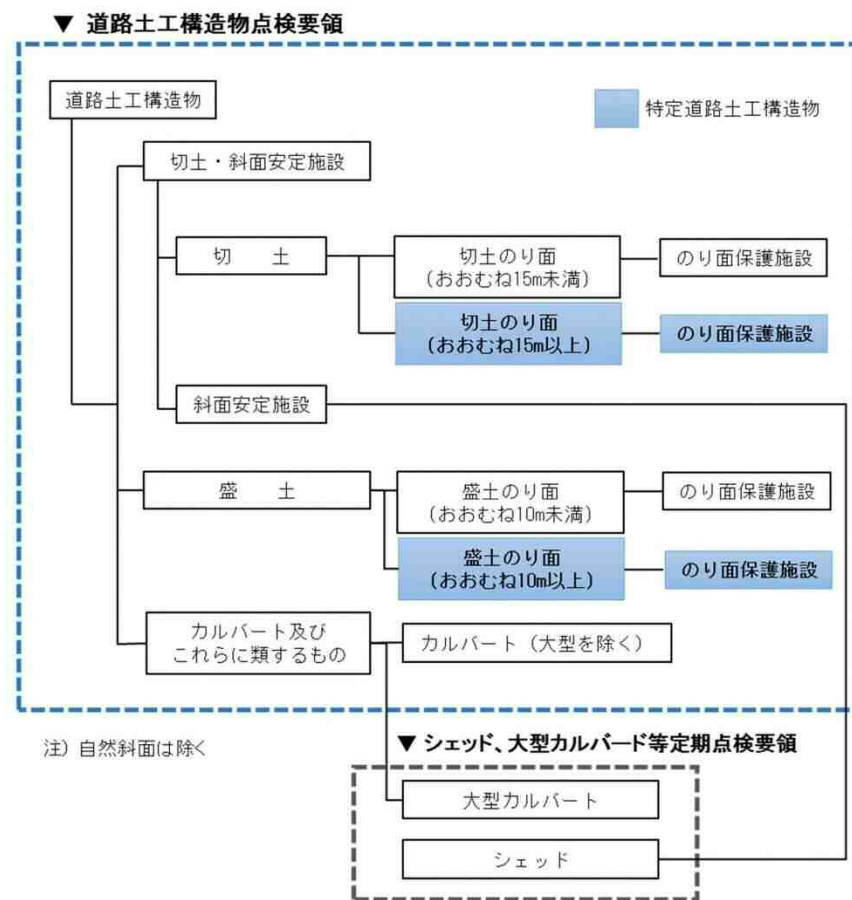 ▼ 道路土工構造物点検要領
道路土工構造物
特定道路土工構造物
切土・斜面安定施設
切　土
切土のり面
(おおむね15m未満)
のり面保護施設
切土のり面
(おおむね15m以上)
のり面保護施設
斜面安定施設
盛　土
盛土のり面
(おおむね10m未満)
のり面保護施設
盛土のり面
(おおむね10m以上)
のり面保護施設
カルバート及び
これらに類するもの
カルバート（大型を除く）
注）自然斜面は除く
▼ シェッド、大型カルバード等定期点検要領
大型カルバート
シェッド